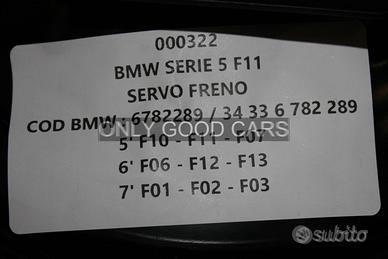 000322
BMW SERIE 5 F11
SERVO FRENO
COD BMW : 6782289 / 34 33 6 782 289
ONLY GOOD CARS
5' F10 - F11 - F07
6' F06 - F12 - F13
7' F01 - F02 - F03
subito